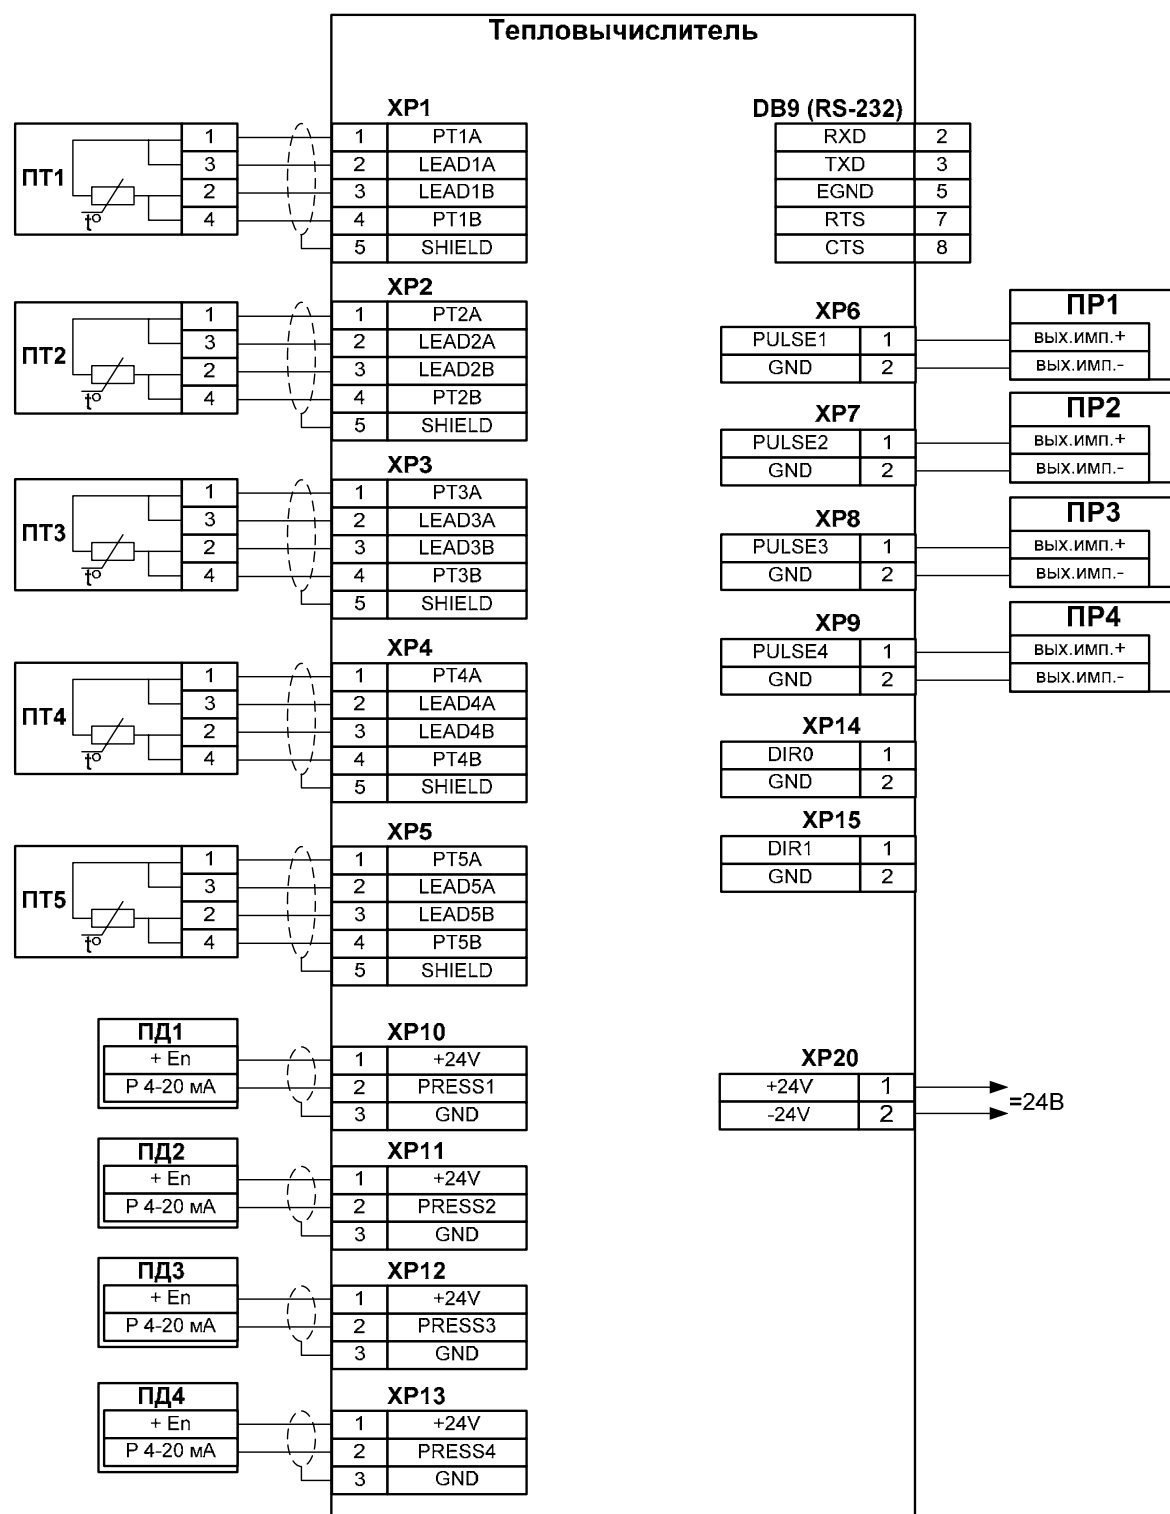 Тепловычислитель
XP1
ПТ1
1
3
2
4
t°
1 PT1A
2 LEAD1A
3 LEAD1B
4 PT1B
5 SHIELD
XP2
ПТ2
1
3
2
4
t°
1 PT2A
2 LEAD2A
3 LEAD2B
4 PT2B
5 SHIELD
XP3
ПТ3
1
3
2
4
t°
1 PT3A
2 LEAD3A
3 LEAD3B
4 PT3B
5 SHIELD
XP4
ПТ4
1
3
2
4
t°
1 PT4A
2 LEAD4A
3 LEAD4B
4 PT4B
5 SHIELD
XP5
ПТ5
1
3
2
4
t°
1 PT5A
2 LEAD5A
3 LEAD5B
4 PT5B
5 SHIELD
ПД1
+ En
P 4-20 мА
XP10
1 +24V
2 PRESS1
3 GND
ПД2
+ En
P 4-20 мА
XP11
1 +24V
2 PRESS2
3 GND
ПД3
+ En
P 4-20 мА
XP12
1 +24V
2 PRESS3
3 GND
ПД4
+ En
P 4-20 мА
XP13
1 +24V
2 PRESS4
3 GND
DB9 (RS-232)
RXD 2
TXD 3
EGND 5
RTS 7
CTS 8
XP6
PULSE1 1
GND 2
ПР1
вых.имп.+
вых.имп.-
XP7
PULSE2 1
GND 2
ПР2
вых.имп.+
вых.имп.-
XP8
PULSE3 1
GND 2
ПР3
вых.имп.+
вых.имп.-
XP9
PULSE4 1
GND 2
ПР4
вых.имп.+
вых.имп.-
XP14
DIR0 1
GND 2
XP15
DIR1 1
GND 2
XP20
+24V 1
-24V 2
=24В